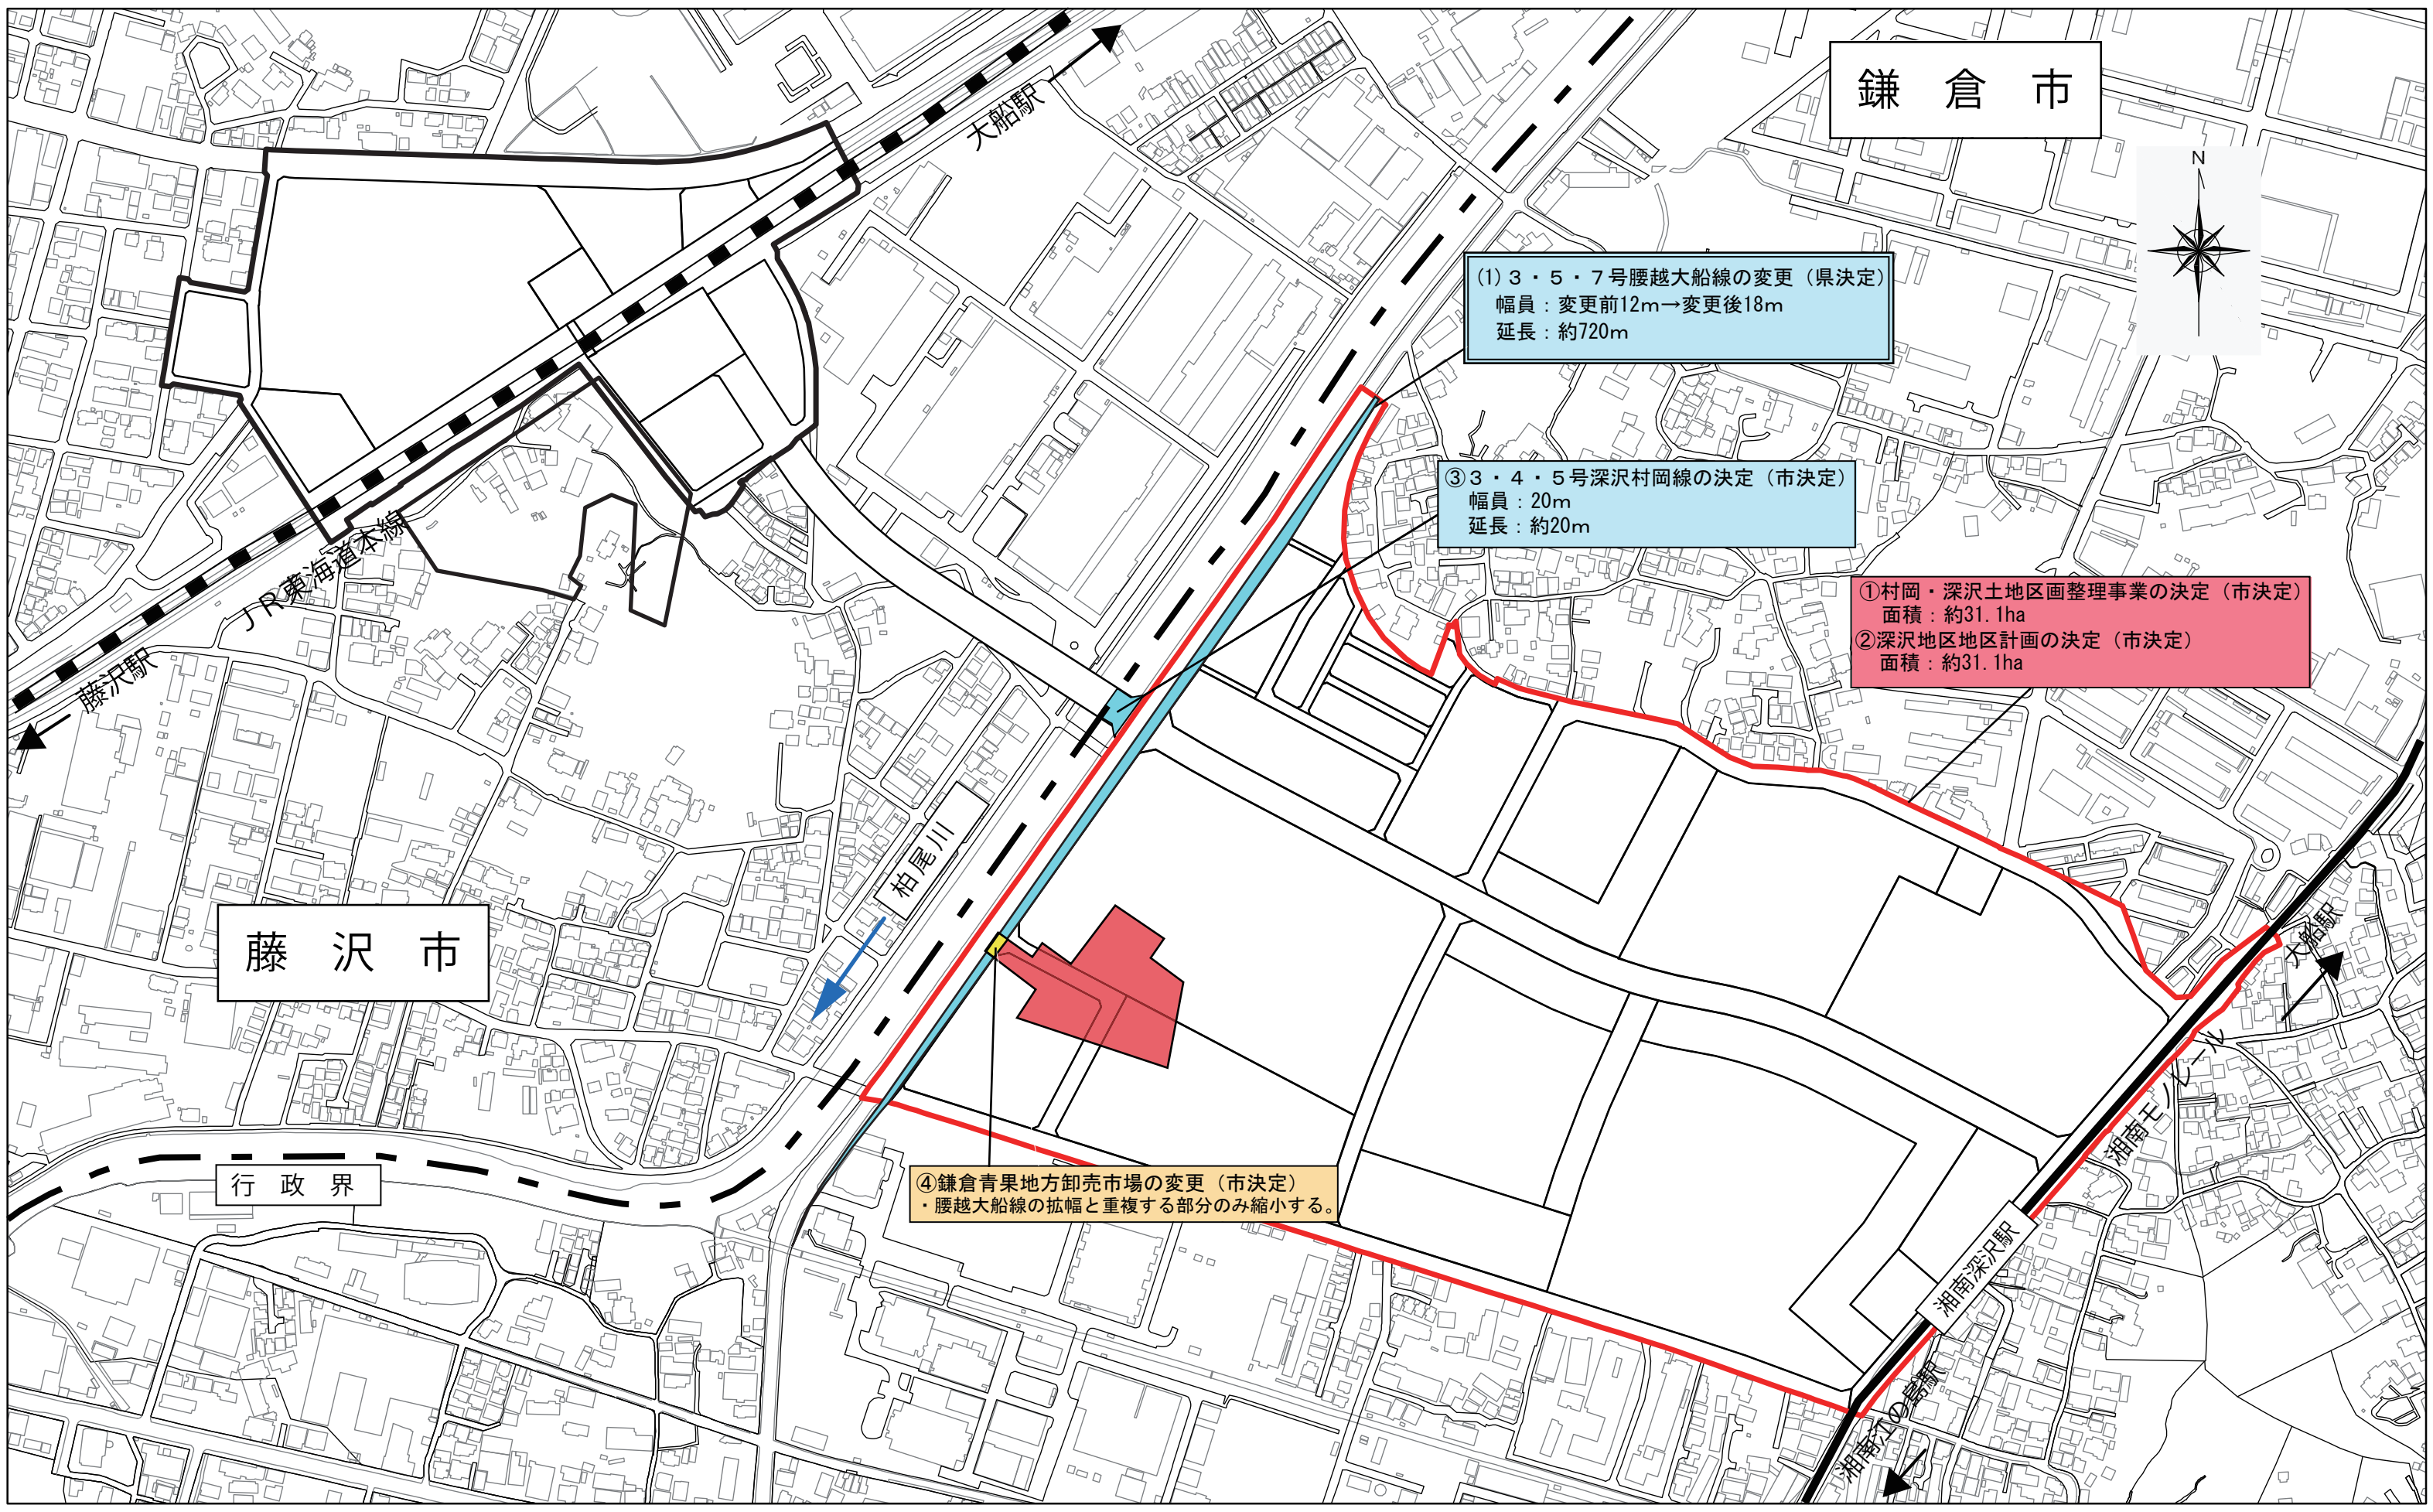 鎌倉市
N
大船駅
(1)３・５・７号腰越大船線の変更（県決定）
幅員：変更前12m→変更後18m
延長：約720m
③３・４・５号深沢村岡線の決定（市決定）
幅員：20m
延長：約20m
ＪＲ東海道本線
①村岡・深沢土地区画整理事業の決定（市決定）
面積：約31.1ha
②深沢地区地区計画の決定（市決定）
面積：約31.1ha
藤沢駅
柏尾川
藤沢市
大船駅
湘南モノレール
行政界
④鎌倉青果地方卸売市場の変更（市決定）
・腰越大船線の拡幅と重複する部分のみ縮小する。
湘南深沢駅
湘南江の島駅